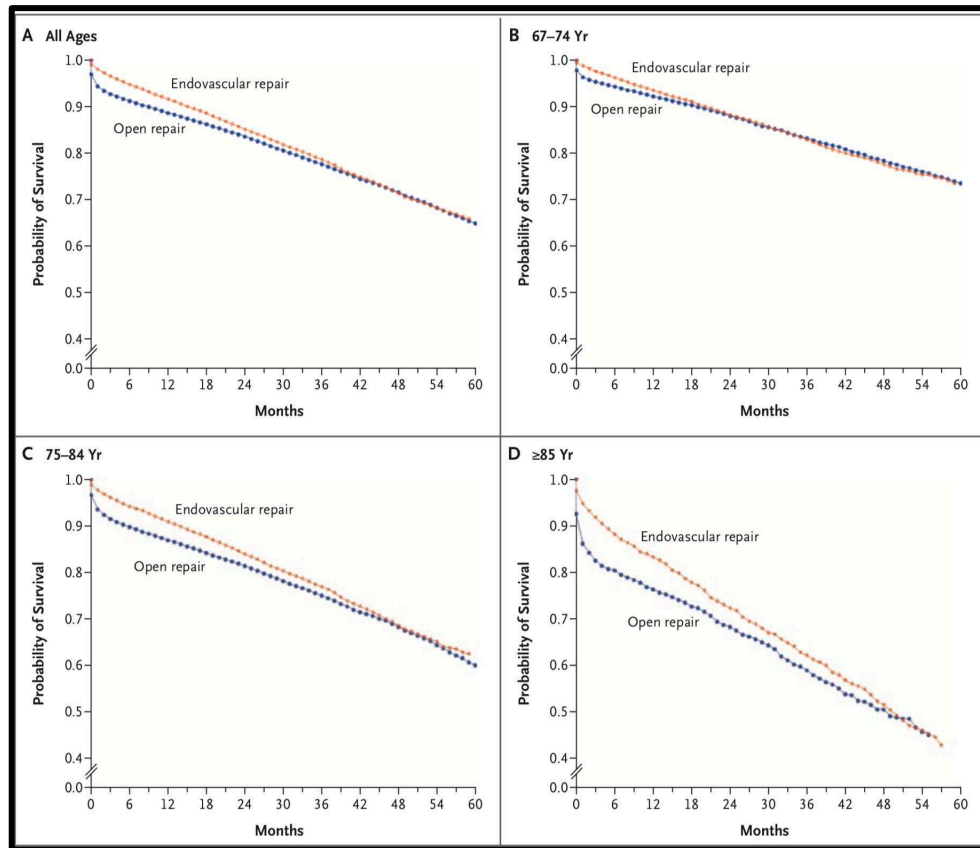 A All Ages
1.0
0.9
0.8
0.7
0.6
0.5
0.4
0.0
Probability of Survival
Endovascular repair
Open repair
0 6 12 18 24 30 36 42 48 54 60
Months
B 67–74 Yr
1.0
0.9
0.8
0.7
0.6
0.5
0.4
0.0
Probability of Survival
Endovascular repair
Open repair
0 6 12 18 24 30 36 42 48 54 60
Months
C 75–84 Yr
1.0
0.9
0.8
0.7
0.6
0.5
0.4
0.0
Probability of Survival
Endovascular repair
Open repair
0 6 12 18 24 30 36 42 48 54 60
Months
D ≥85 Yr
1.0
0.9
0.8
0.7
0.6
0.5
0.4
0.0
Probability of Survival
Endovascular repair
Open repair
0 6 12 18 24 30 36 42 48 54 60
Months